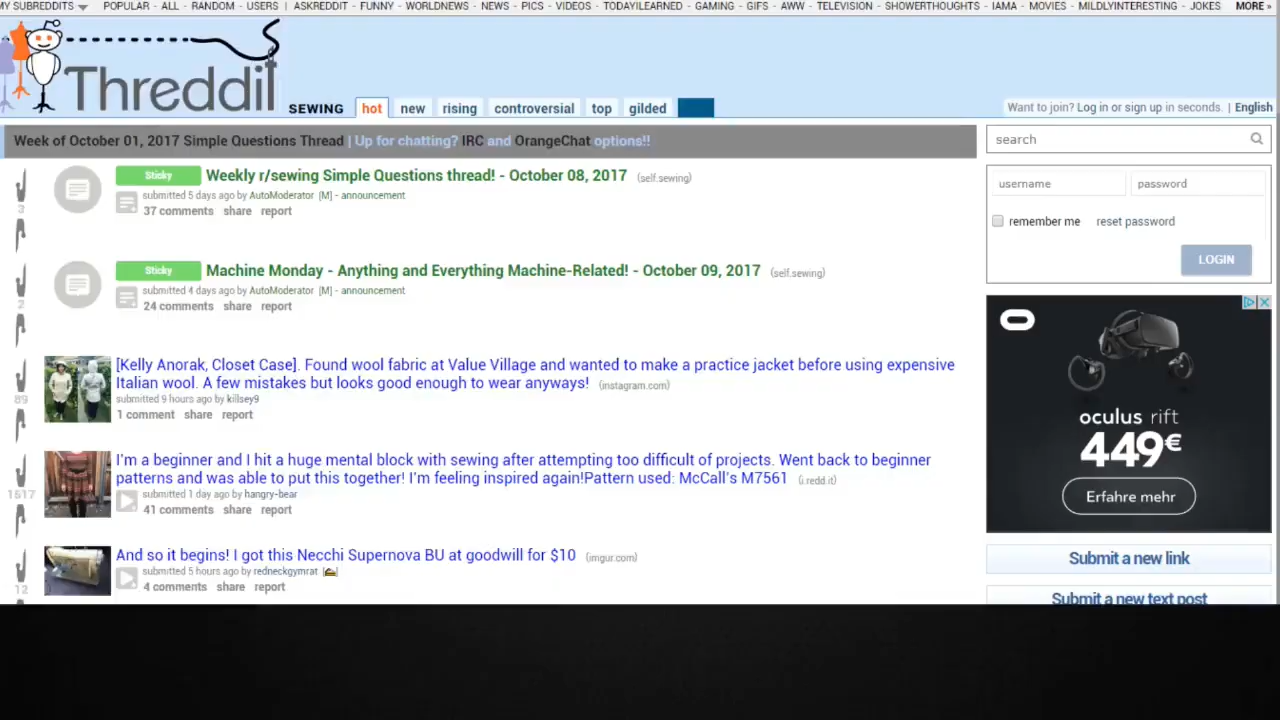 MY SUBREDDITS POPULAR - ALL - RANDOM - USERS | ASKREDDIT - FUNNY - WORLDNEWS - NEWS - PICS - VIDEOS - TODAYILEARNED - GAMING - GIFS - AWW - TELEVISION - SHOWERTHOUGHTS - IAMA - MOVIES - MILDLYINTERESTING - JOKES MORE »
Threddit
SEWING hot new rising controversial top gilded
Want to join? Log in or sign up in seconds. | English
Week of October 01, 2017 Simple Questions Thread | Up for chatting? IRC and OrangeChat options!!
search
Sticky Weekly r/sewing Simple Questions thread! - October 08, 2017 (self.sewing)
submitted 5 days ago by AutoModerator [M] - announcement
3
37 comments share report
username password
remember me reset password
LOGIN
Sticky Machine Monday - Anything and Everything Machine-Related! - October 09, 2017 (self.sewing)
submitted 4 days ago by AutoModerator [M] - announcement
2
24 comments share report
[Kelly Anorak, Closet Case]. Found wool fabric at Value Village and wanted to make a practice jacket before using expensive
Italian wool. A few mistakes but looks good enough to wear anyways! (instagram.com)
89
submitted 9 hours ago by killsey9
1 comment share report
I'm a beginner and I hit a huge mental block with sewing after attempting too difficult of projects. Went back to beginner
patterns and was able to put this together! I'm feeling inspired again!Pattern used: McCall's M7561 (i.redd.it)
1617
submitted 1 day ago by hangry-bear
41 comments share report
And so it begins! I got this Necchi Supernova BU at goodwill for $10 (imgur.com)
submitted 5 hours ago by redneckgymrat
12
4 comments share report
oculus rift
449€
Erfahre mehr
Submit a new link
Submit a new text post